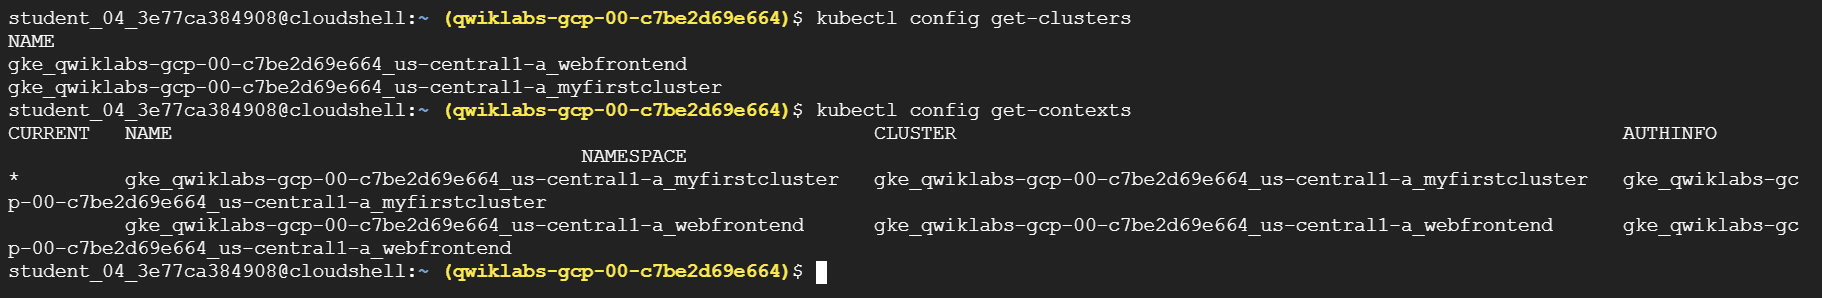 student_04_3e77ca384908@cloudshell:~ (qwiklabs-gcp-00-c7be2d69e664)$ kubectl config get-clusters
NAME
gke_qwiklabs-gcp-00-c7be2d69e664_us-central1-a_webfrontend
gke_qwiklabs-gcp-00-c7be2d69e664_us-central1-a_myfirstcluster
student_04_3e77ca384908@cloudshell:~ (qwiklabs-gcp-00-c7be2d69e664)$ kubectl config get-contexts
CURRENT   NAME                                                            CLUSTER                                                         AUTHINFO
                                                 NAMESPACE
*         gke_qwiklabs-gcp-00-c7be2d69e664_us-central1-a_myfirstcluster   gke_qwiklabs-gcp-00-c7be2d69e664_us-central1-a_myfirstcluster   gke_qwiklabs-gc
p-00-c7be2d69e664_us-central1-a_myfirstcluster
          gke_qwiklabs-gcp-00-c7be2d69e664_us-central1-a_webfrontend      gke_qwiklabs-gcp-00-c7be2d69e664_us-central1-a_webfrontend      gke_qwiklabs-gc
p-00-c7be2d69e664_us-central1-a_webfrontend
student_04_3e77ca384908@cloudshell:~ (qwiklabs-gcp-00-c7be2d69e664)$